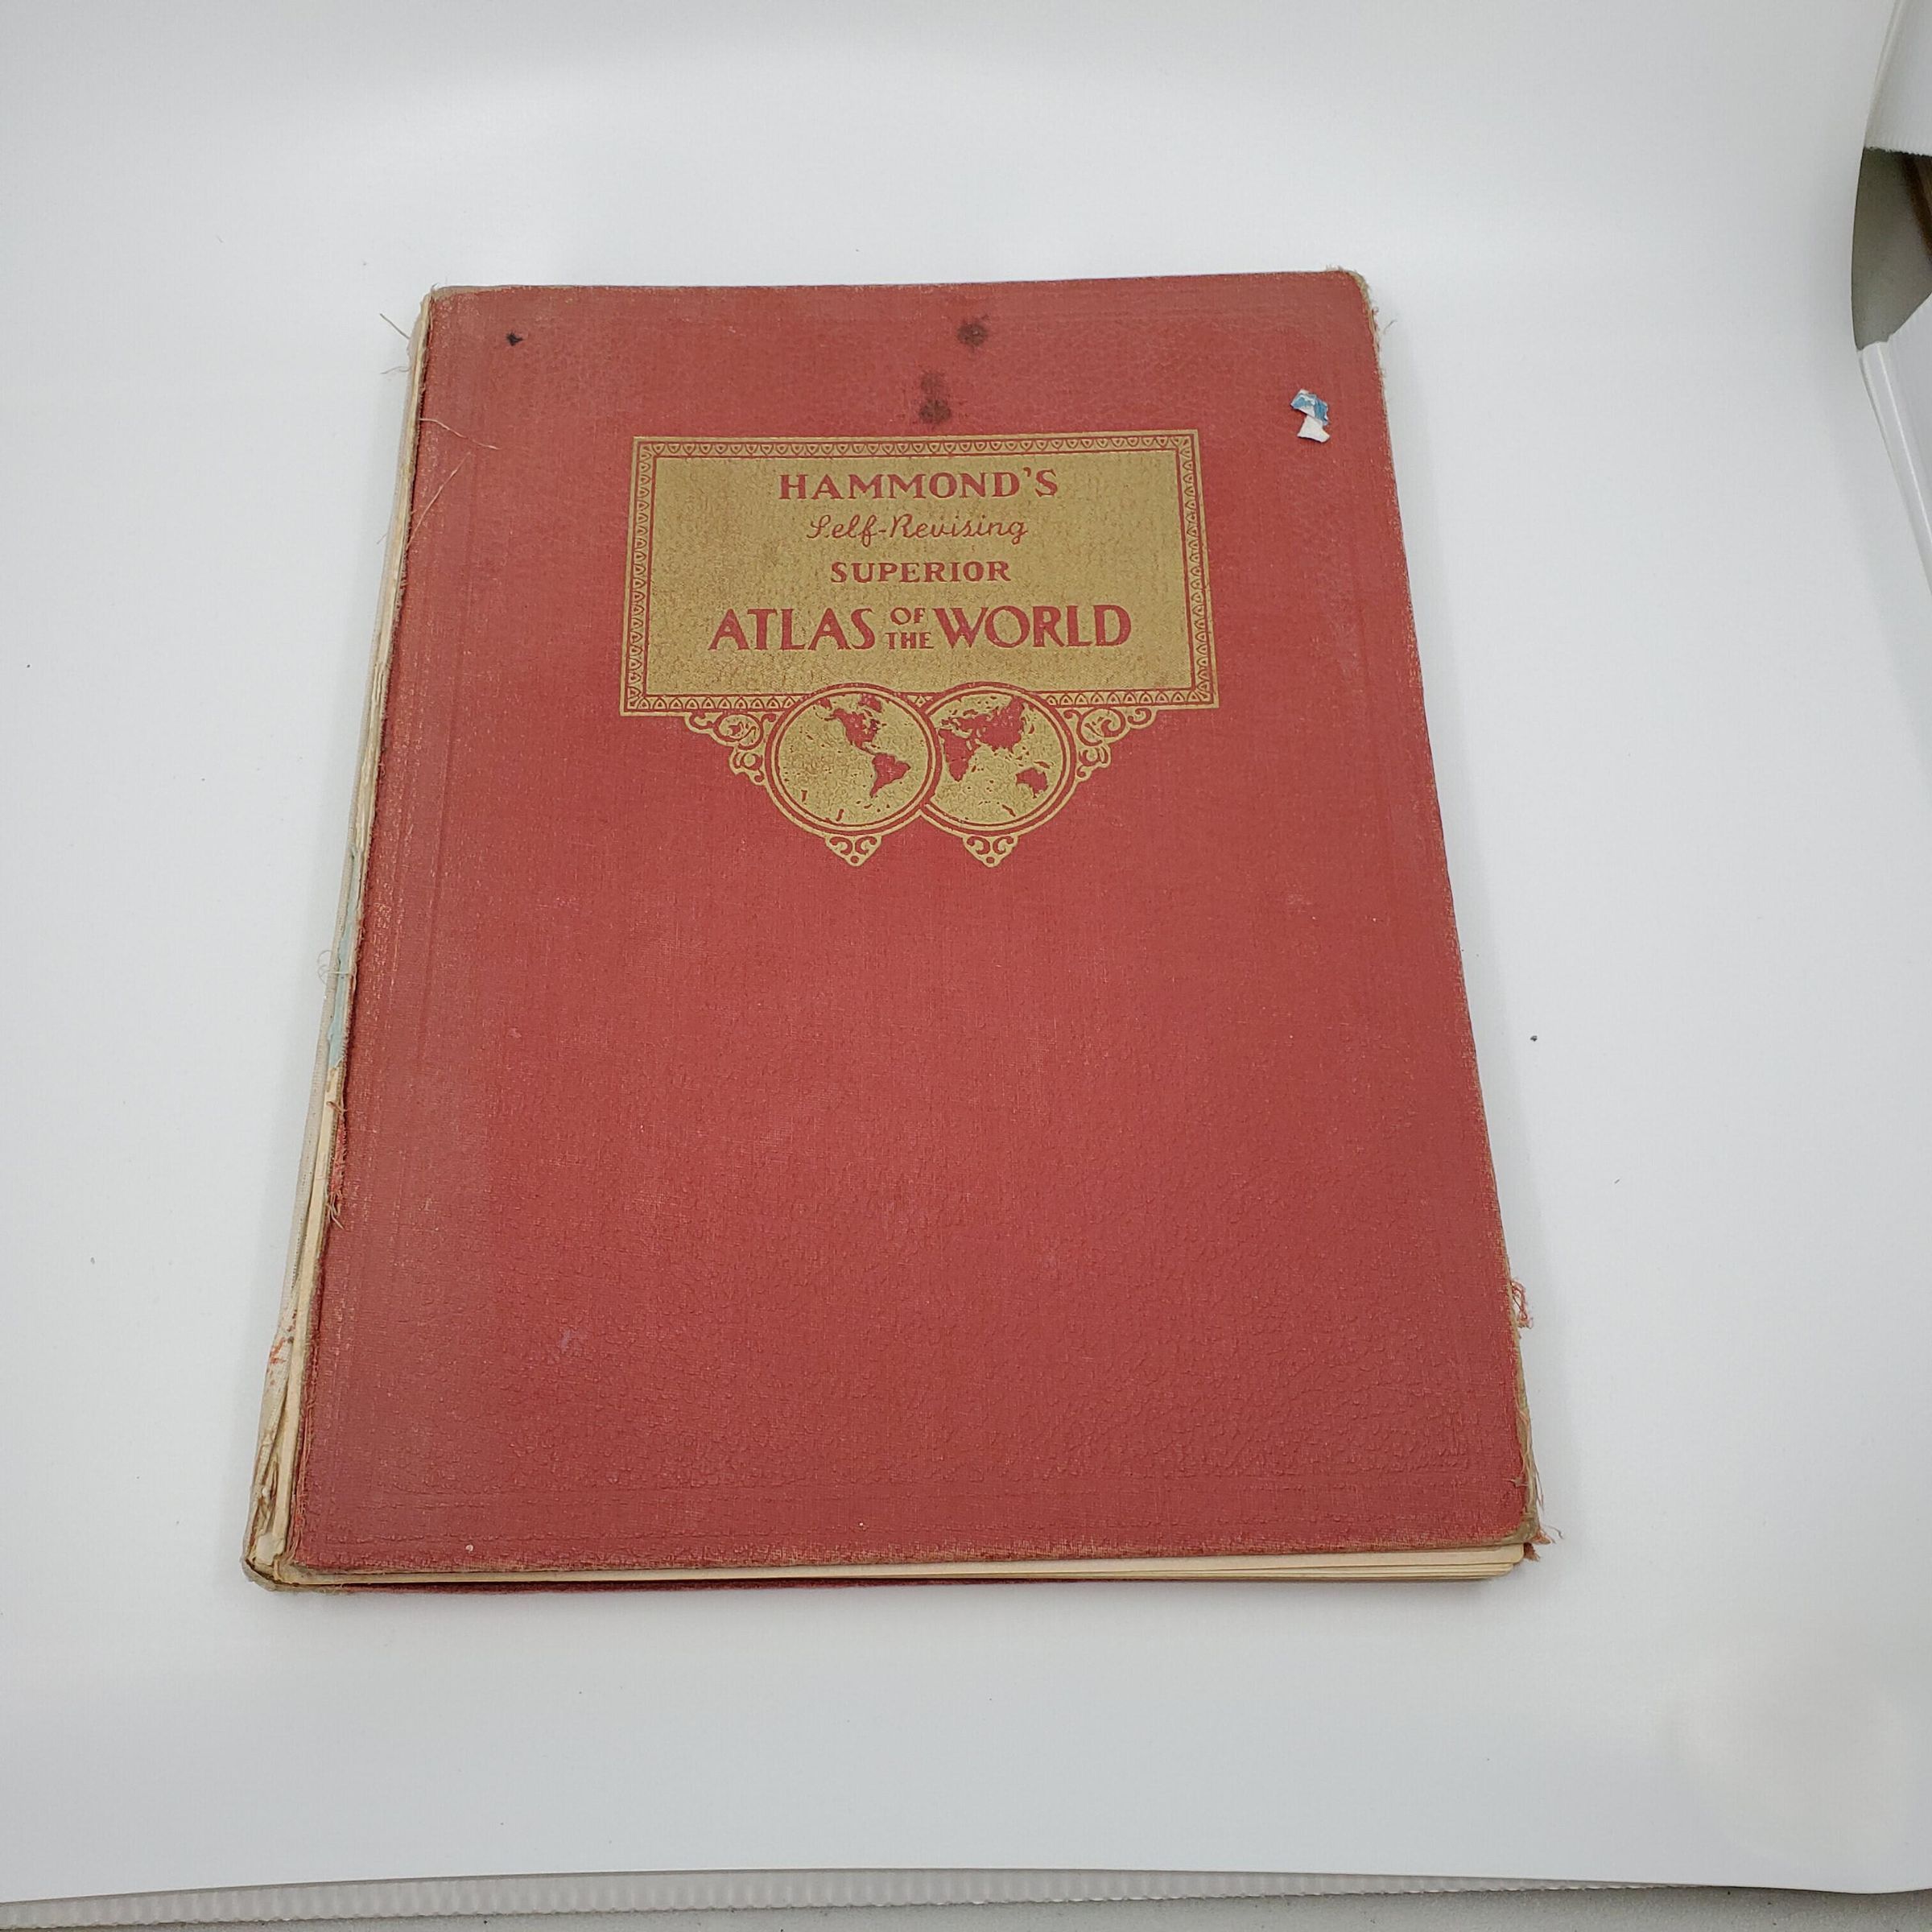 HAMMOND'S
Self-Revising
SUPERIOR
ATLAS OF THE WORLD